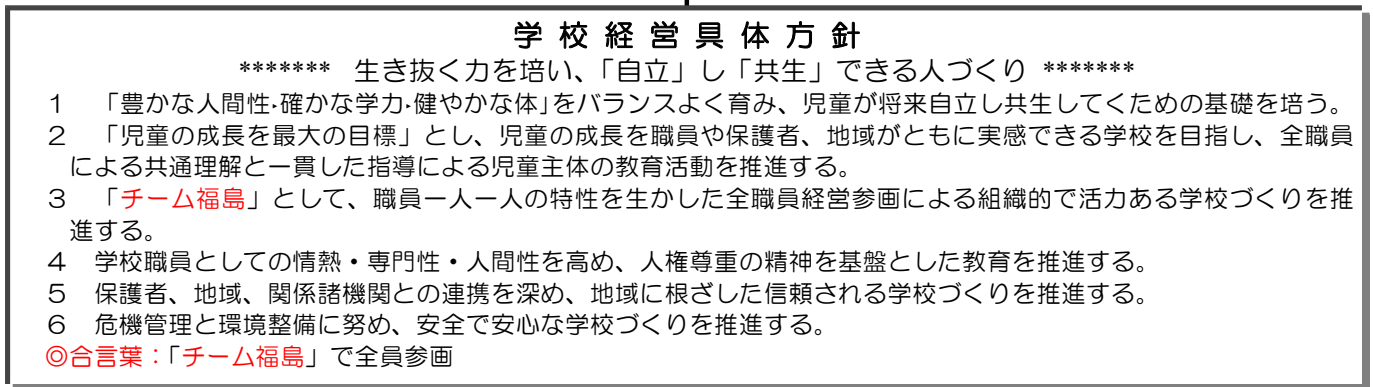 学校経営具体方針
******* 生き抜く力を培い、「自立」し「共生」できる人づくり *******
１ 「豊かな人間性・確かな学力・健やかな体」をバランスよく育み、児童が将来自立し共生してくための基礎を培う。
２ 「児童の成長を最大の目標」とし、児童の成長を職員や保護者、地域がともに実感できる学校を目指し、全職員
による共通理解と一貫した指導による児童主体の教育活動を推進する。
３ 「チーム福島」として、職員一人一人の特性を生かした全職員経営参画による組織的で活力ある学校づくりを推
進する。
４ 学校職員としての情熱・専門性・人間性を高め、人権尊重の精神を基盤とした教育を推進する。
５ 保護者、地域、関係諸機関との連携を深め、地域に根ざした信頼される学校づくりを推進する。
６ 危機管理と環境整備に努め、安全で安心な学校づくりを推進する。
◎合言葉：「チーム福島」で全員参画